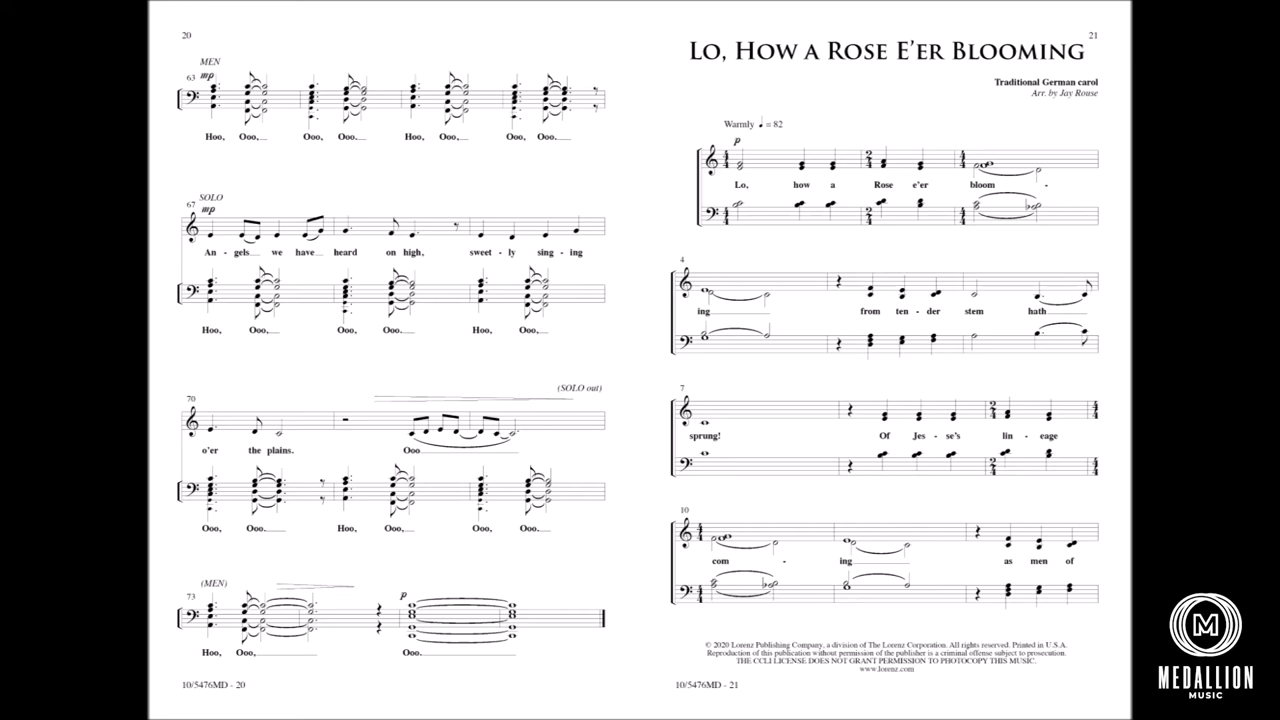 20
MEN
mp
63
Hoo, Ooo, Ooo, Ooo. Hoo, Ooo, Ooo, Ooo.
SOLO
67
mp
An - gels we have heard on high, sweet - ly sing - ing
Hoo, Ooo, Ooo, Ooo. Hoo, Ooo,
(SOLO out)
70
o'er the plains. Ooo
Ooo, Ooo. Hoo, Ooo, Ooo, Ooo.
(MEN)
73
p
Hoo, Ooo, Ooo.
10/5476MD - 20
21
LO, HOW A ROSE E'ER BLOOMING
Traditional German carol
Arr. by Jay Rouse
Warmly ♩ = 82
p
Lo, how a Rose e'er bloom -
4
ing from ten - der stem hath
7
sprung! Of Jes - se's lin - eage
10
com - ing as men of
© 2020 Lorenz Publishing Company, a division of The Lorenz Corporation. All rights reserved. Printed in U.S.A.
Reproduction of this publication without permission of the publisher is a criminal offense subject to prosecution.
THE CCLI LICENSE DOES NOT GRANT PERMISSION TO PHOTOCOPY THIS MUSIC.
www.lorenz.com
10/5476MD - 21
M
MEDALLION
MUSIC